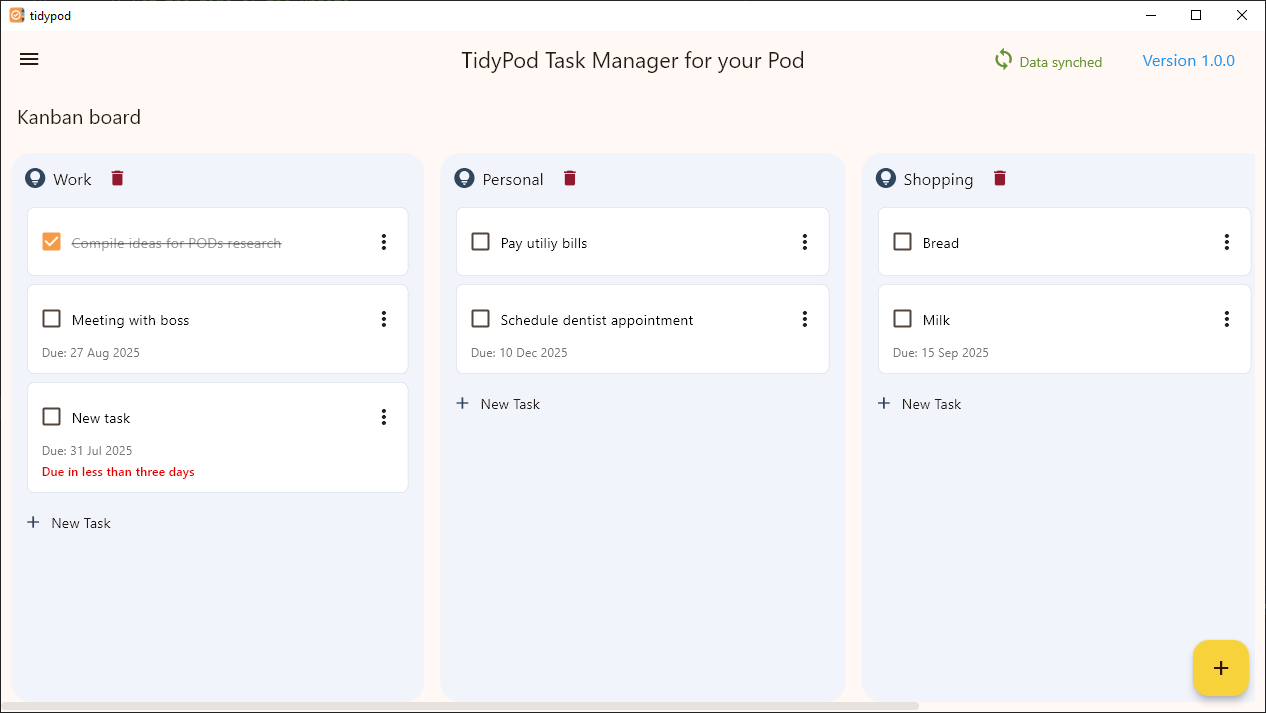 tidypod
TidyPod Task Manager for your Pod
Data synched
Version 1.0.0
Kanban board
Work
Compile ideas for PODs research
Meeting with boss
Due: 27 Aug 2025
New task
Due: 31 Jul 2025
Due in less than three days
New Task
Personal
Pay utiliy bills
Schedule dentist appointment
Due: 10 Dec 2025
New Task
Shopping
Bread
Milk
Due: 15 Sep 2025
New Task